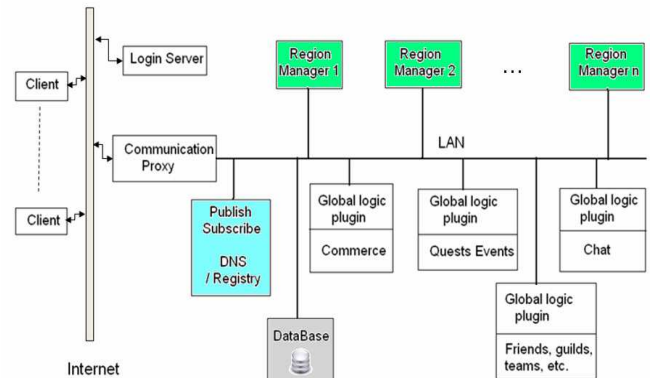 Region
Manager 1
Region
Manager 2
...
Region
Manager n
Login Server
Client
LAN
Communication
Proxy
Client
Publish
Subscribe
DNS
/ Registry
Global logic
plugin
Commerce
Global logic
plugin
Quests Events
Global logic
plugin
Chat
Global logic
plugin
Friends, guilds,
teams, etc.
DataBase
Internet